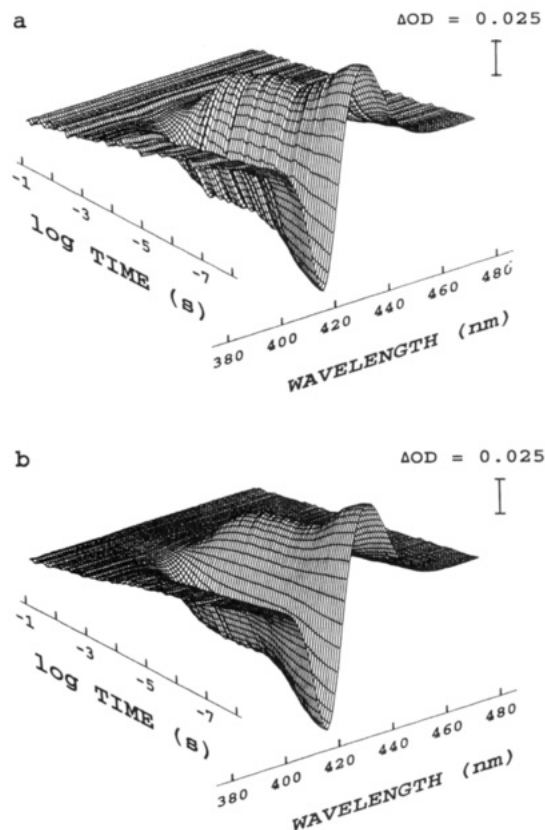 a
ΔOD = 0.025
-1
-3
-5
-7
log TIME (s)
380
400
420
440
460
480
WAVELENGTH (nm)
b
ΔOD = 0.025
-1
-3
-5
-7
log TIME (s)
380
400
420
440
460
480
WAVELENGTH (nm)